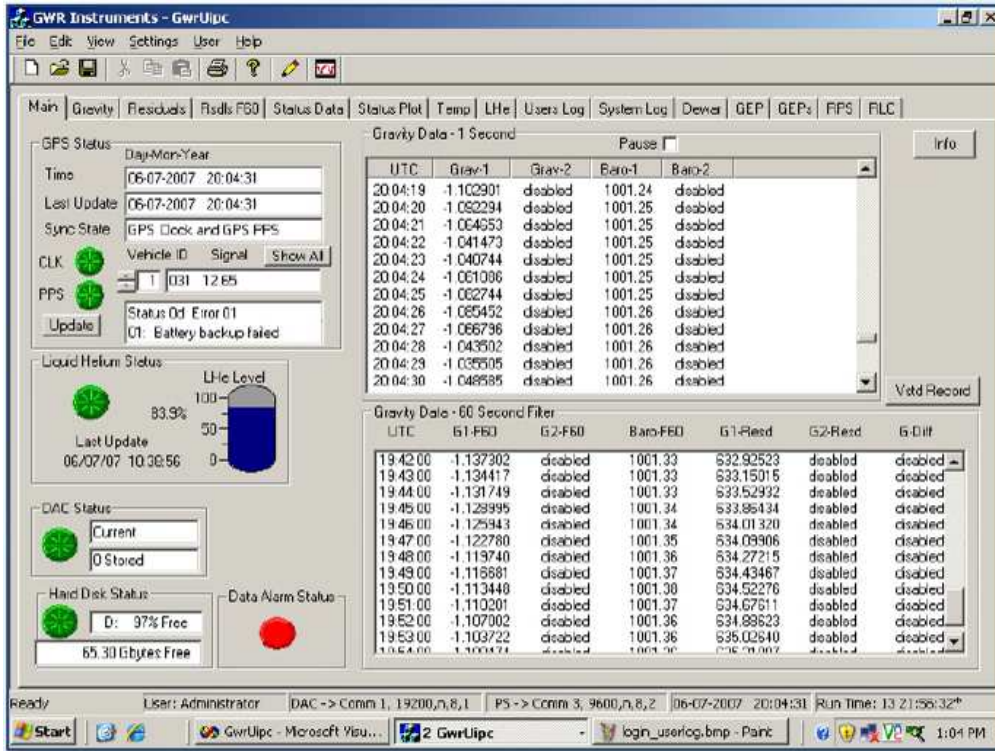 GWR Instruments - GwrUipc
File Edit View Settings User Help
Main Gravity Residuals Rsdls F60 Status Data Status Plot Temp LHe Users Log System Log Dewar GEP GEPs PPS RLC
GPS Status
Day-Mon-Year
Time 06-07-2007 20:04:31
Last Update 06-07-2007 20:04:31
Sync State GPS Clock and GPS PPS
CLK Vehicle ID Signal Show All
PPS 1 031 12.65
Update Status 0d Error 01
01: Battery backup failed
Liquid Helium Status
LHe Level
100
83.9%
50
Last Update
06/07/07 10:38:56 0
DAC Status
Current
0 Stored
Hard Disk Status
D: 97% Free
65.30 Gbytes Free
Data Alarm Status
Gravity Data - 1 Second Pause Info
UTC Grav-1 Grav-2 Baro-1 Baro-2
20:04:19 -1.102901 disabled 1001.24 disabled
20:04:20 -1.092294 disabled 1001.25 disabled
20:04:21 -1.064653 disabled 1001.25 disabled
20:04:22 -1.041473 disabled 1001.25 disabled
20:04:23 -1.040744 disabled 1001.25 disabled
20:04:24 -1.061086 disabled 1001.25 disabled
20:04:25 -1.082744 disabled 1001.25 disabled
20:04:26 -1.085452 disabled 1001.26 disabled
20:04:27 -1.066796 disabled 1001.26 disabled
20:04:28 -1.043502 disabled 1001.26 disabled
20:04:29 -1.035505 disabled 1001.26 disabled
20:04:30 -1.048585 disabled 1001.26 disabled
Vstd Record
Gravity Data - 60 Second Filter
UTC G1-F60 G2-F60 Baro-F60 G1-Resd G2-Resd G-Diff
19:42:00 -1.137302 disabled 1001.33 632.92523 disabled disabled
19:43:00 -1.134417 disabled 1001.33 633.15015 disabled disabled
19:44:00 -1.131749 disabled 1001.33 633.52932 disabled disabled
19:45:00 -1.128995 disabled 1001.34 633.86434 disabled disabled
19:46:00 -1.125943 disabled 1001.34 634.01320 disabled disabled
19:47:00 -1.122780 disabled 1001.35 634.09906 disabled disabled
19:48:00 -1.119740 disabled 1001.36 634.27215 disabled disabled
19:49:00 -1.116681 disabled 1001.37 634.43467 disabled disabled
19:50:00 -1.113448 disabled 1001.38 634.52276 disabled disabled
19:51:00 -1.110201 disabled 1001.37 634.67611 disabled disabled
19:52:00 -1.107002 disabled 1001.36 634.88623 disabled disabled
19:53:00 -1.103722 disabled 1001.36 635.02640 disabled disabled
Ready User: Administrator DAC -> Comm 1, 19200,n,8,1 PS -> Comm 3, 9600,n,8,2 06-07-2007 20:04:31 Run Time: 13 21:56:32*
Start GwrUipc - Microsoft Visu... 2 GwrUipc login_userlog.bmp - Paint 1:04 PM